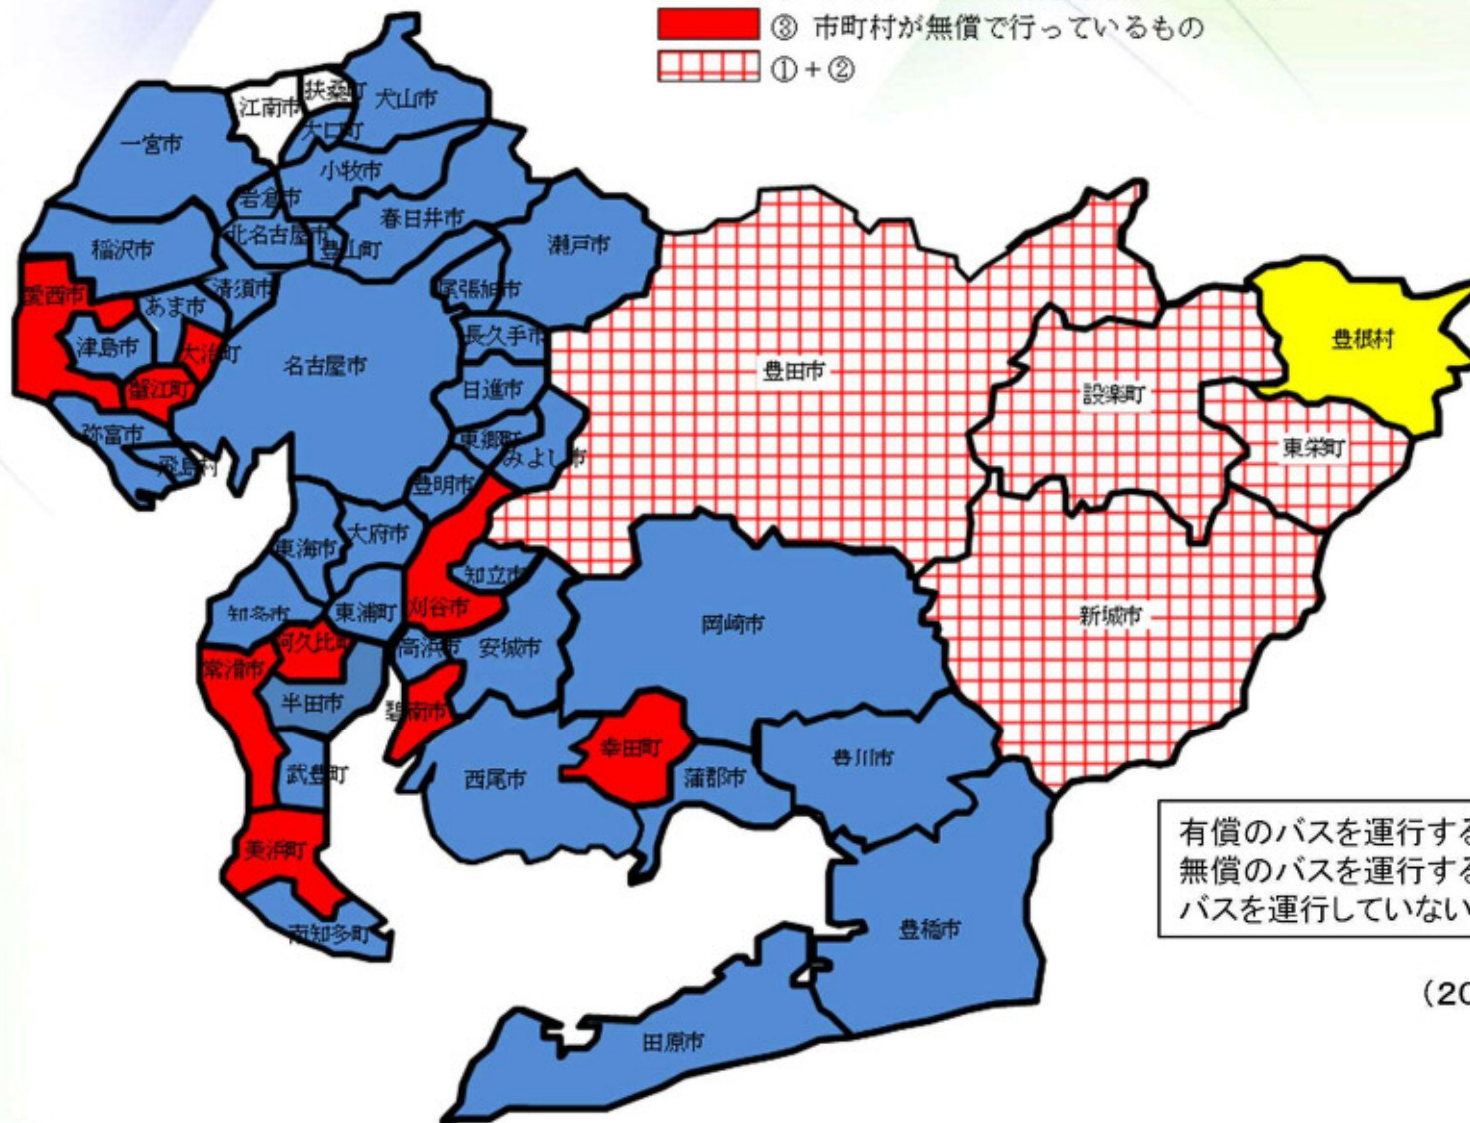 ③ 市町村が無償で行っているもの
①+②
江南市
扶桑町
犬山市
大口町
一宮市
小牧市
岩倉市
春日井市
北名古屋市
豊山町
稲沢市
瀬戸市
清須市
尾張旭市
愛西市
あま市
津島市
大治町
長久手市
名古屋市
蟹江町
日進市
豊田市
豊根村
設楽町
弥富市
飛島村
東郷町
みよし市
東栄町
豊明市
大府市
東海市
知立市
知多市
東浦町
刈谷市
岡崎市
新城市
阿久比町
高浜市
安城市
常滑市
半田市
碧南市
幸田町
武豊町
西尾市
蒲郡市
豊川市
美浜町
有償のバスを運行する
無償のバスを運行する
バスを運行していない
南知多町
豊橋市
(20
田原市